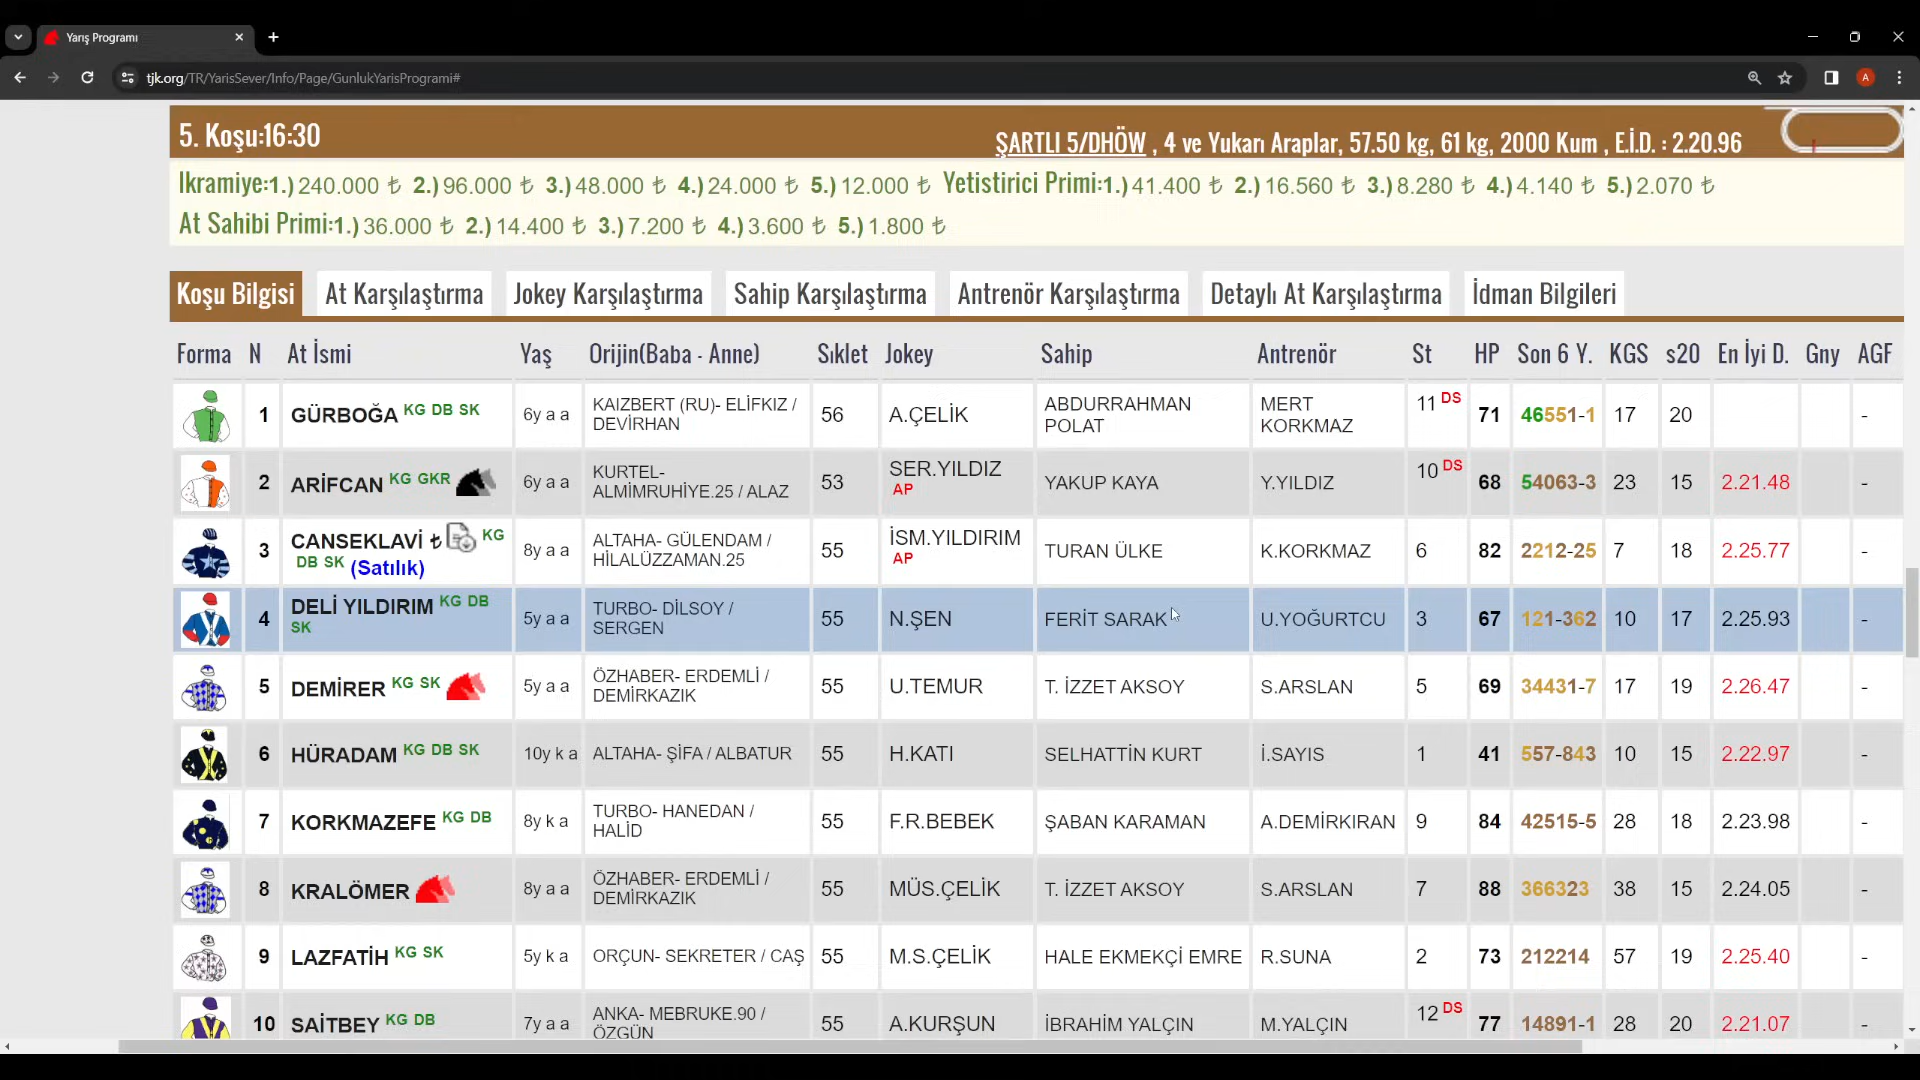 Yarış Programı
tjk.org/TR/YarisSever/Info/Page/GunlukYarisProgrami#
A
5. Koşu:16:30
ŞARTLI 5/DHÖW , 4 ve Yukarı Araplar, 57.50 kg, 61 kg, 2000 Kum , E.İ.D. : 2.20.96
Ikramiye:1.) 240.000 ₺ 2.) 96.000 ₺ 3.) 48.000 ₺ 4.) 24.000 ₺ 5.) 12.000 ₺ Yetistirici Primi:1.) 41.400 ₺ 2.) 16.560 ₺ 3.) 8.280 ₺ 4.) 4.140 ₺ 5.) 2.070 ₺
At Sahibi Primi:1.) 36.000 ₺ 2.) 14.400 ₺ 3.) 7.200 ₺ 4.) 3.600 ₺ 5.) 1.800 ₺
Koşu Bilgisi At Karşılaştırma Jokey Karşılaştırma Sahip Karşılaştırma Antrenör Karşılaştırma Detaylı At Karşılaştırma İdman Bilgileri
Forma N At İsmi Yaş Orijin(Baba - Anne) Sıklet Jokey Sahip Antrenör St HP Son 6 Y. KGS s20 En İyi D. Gny AGF
1 GÜRBOĞA KG DB SK 6y a a KAIZBERT (RU)- ELİFKIZ / DEVİRHAN 56 A.ÇELİK ABDURRAHMAN POLAT MERT KORKMAZ 11 DS 71 46551-1 17 20 -
2 ARİFCAN KG GKR 6y a a KURTEL- ALMİMRUHİYE.25 / ALAZ 53 SER.YILDIZ AP YAKUP KAYA Y.YILDIZ 10 DS 68 54063-3 23 15 2.21.48 -
3 CANSEKLAVİ ₺ KG DB SK (Satılık) 8y a a ALTAHA- GÜLENDAM / HİLALÜZZAMAN.25 55 İSM.YILDIRIM AP TURAN ÜLKE K.KORKMAZ 6 82 2212-25 7 18 2.25.77 -
4 DELİ YILDIRIM KG DB SK 5y a a TURBO- DİLSOY / SERGEN 55 N.ŞEN FERİT SARAK U.YOĞURTCU 3 67 121-362 10 17 2.25.93 -
5 DEMİRER KG SK 5y a a ÖZHABER- ERDEMLİ / DEMİRKAZIK 55 U.TEMUR T. İZZET AKSOY S.ARSLAN 5 69 34431-7 17 19 2.26.47 -
6 HÜRADAM KG DB SK 10y k a ALTAHA- ŞİFA / ALBATUR 55 H.KATI SELHATTİN KURT İ.SAYIS 1 41 557-843 10 15 2.22.97 -
7 KORKMAZEFE KG DB 8y k a TURBO- HANEDAN / HALİD 55 F.R.BEBEK ŞABAN KARAMAN A.DEMİRKIRAN 9 84 42515-5 28 18 2.23.98 -
8 KRALÖMER 8y a a ÖZHABER- ERDEMLİ / DEMİRKAZIK 55 MÜS.ÇELİK T. İZZET AKSOY S.ARSLAN 7 88 366323 38 15 2.24.05 -
9 LAZFATİH KG SK 5y k a ORÇUN- SEKRETER / CAŞ 55 M.S.ÇELİK HALE EKMEKÇİ EMRE R.SUNA 2 73 212214 57 19 2.25.40 -
10 SAİTBEY KG DB 7y a a ANKA- MEBRUKE.90 / ÖZGÜN 55 A.KURŞUN İBRAHİM YALÇIN M.YALÇIN 12 DS 77 14891-1 28 20 2.21.07 -